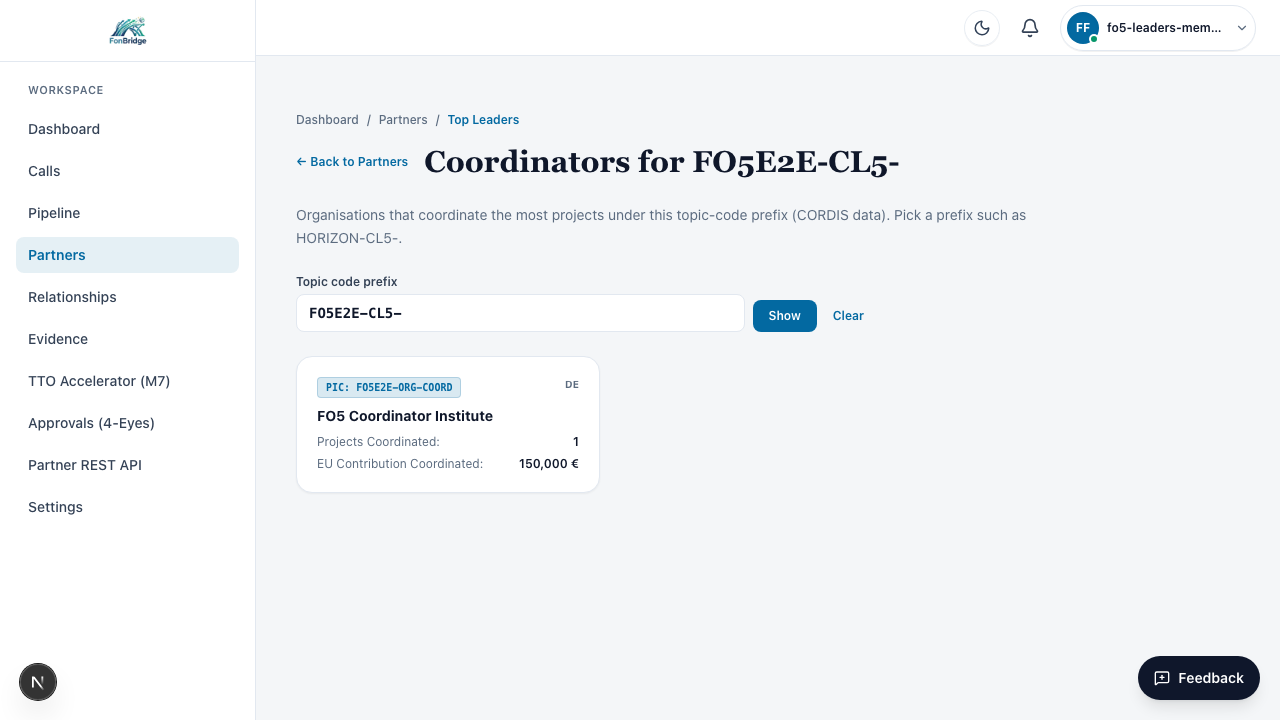 FonBridge
FF
fo5-leaders-mem...
WORKSPACE
Dashboard
Calls
Pipeline
Partners
Relationships
Evidence
TTO Accelerator (M7)
Approvals (4-Eyes)
Partner REST API
Settings
N
Dashboard / Partners / Top Leaders
← Back to Partners
Coordinators for FO5E2E-CL5-
Organisations that coordinate the most projects under this topic-code prefix (CORDIS data). Pick a prefix such as
HORIZON-CL5-.
Topic code prefix
FO5E2E-CL5-
Show
Clear
PIC: FO5E2E-ORG-COORD
DE
FO5 Coordinator Institute
Projects Coordinated: 1
EU Contribution Coordinated: 150,000 €
Feedback